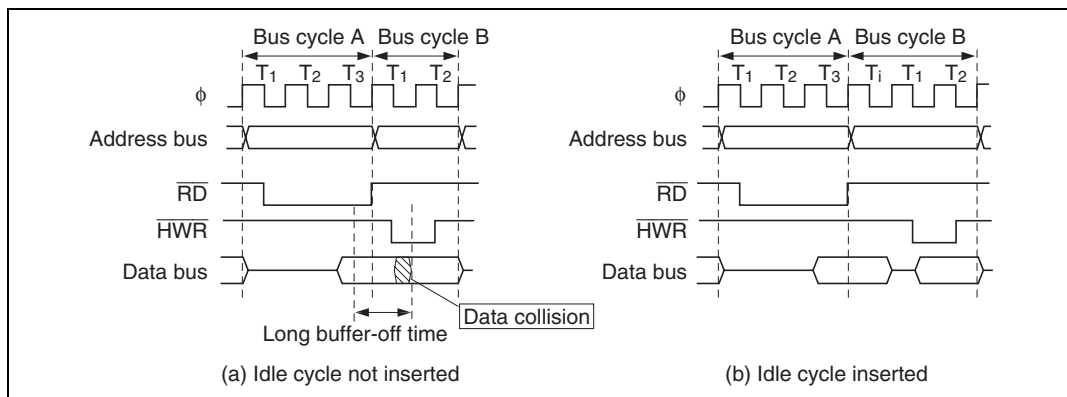 Bus cycle A Bus cycle B
T1 T2 T3 T1 T2
ϕ
Address bus
RD
HWR
Data bus
Long buffer-off time
Data collision
(a) Idle cycle not inserted
Bus cycle A Bus cycle B
T1 T2 T3 Ti T1 T2
ϕ
Address bus
RD
HWR
Data bus
(b) Idle cycle inserted